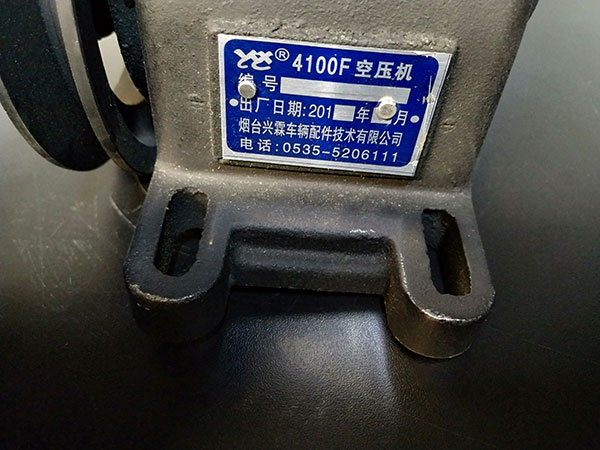 ® 4100F 空压机
编号
·出厂日期:201 年 月
烟台兴霖车辆配件技术有限公司
电话:0535-5206111